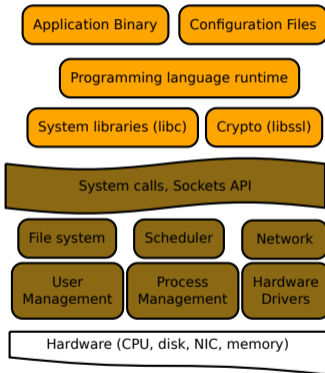 Application Binary
Configuration Files
Programming language runtime
System libraries (libc)
Crypto (libssl)
System calls, Sockets API
File system
Scheduler
Network
User
Management
Process
Management
Hardware
Drivers
Hardware (CPU, disk, NIC, memory)